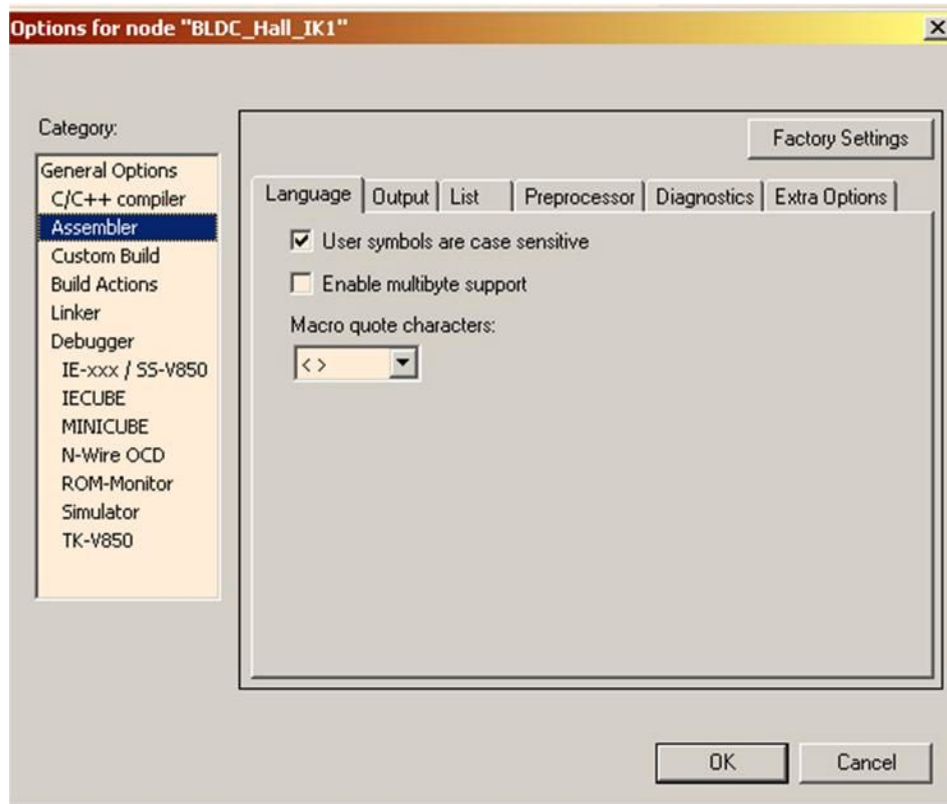 Options for node "BLDC_Hall_IK1"
Category:
General Options
C/C++ compiler
Assembler
Custom Build
Build Actions
Linker
Debugger
IE-xxx / SS-V850
IECUBE
MINICUBE
N-Wire OCD
ROM-Monitor
Simulator
TK-V850
Factory Settings
Language Output List Preprocessor Diagnostics Extra Options
User symbols are case sensitive
Enable multibyte support
Macro quote characters:
< >
OK Cancel